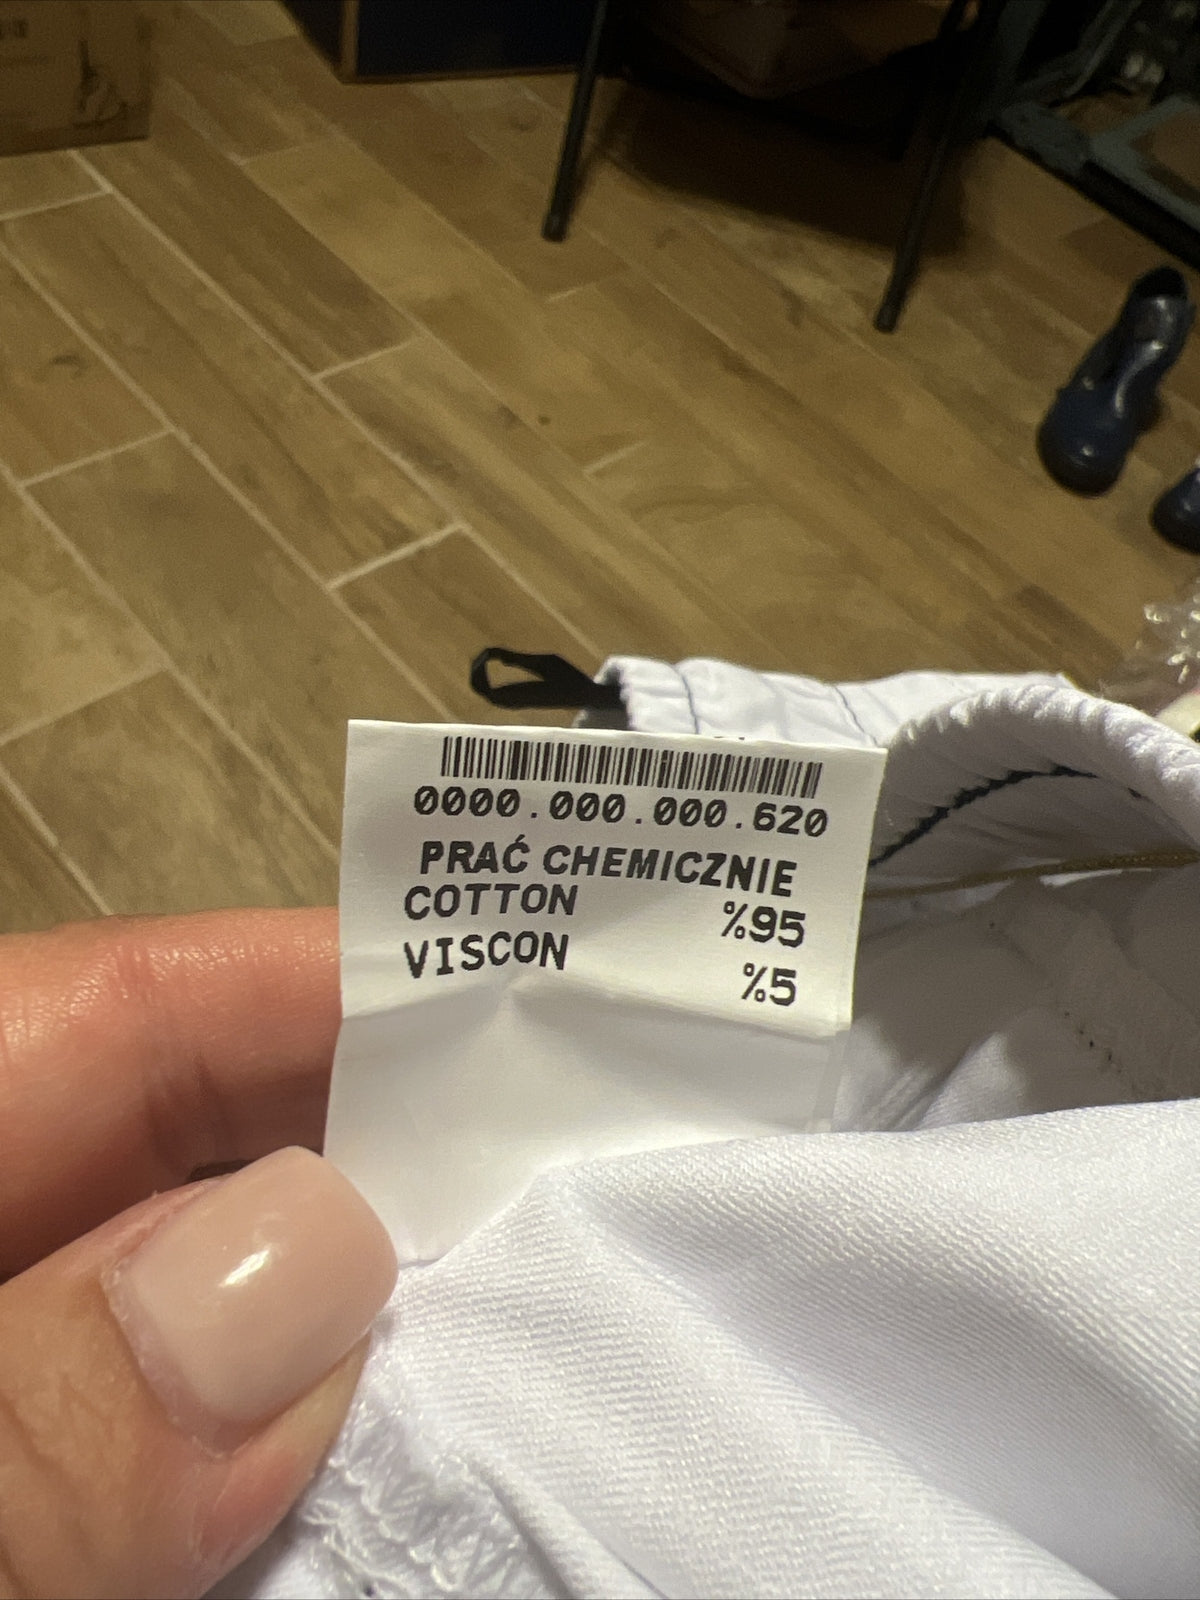 0000.000.000.620
PRAĆ CHEMICZNIE
COTTON %95
VISCON %5